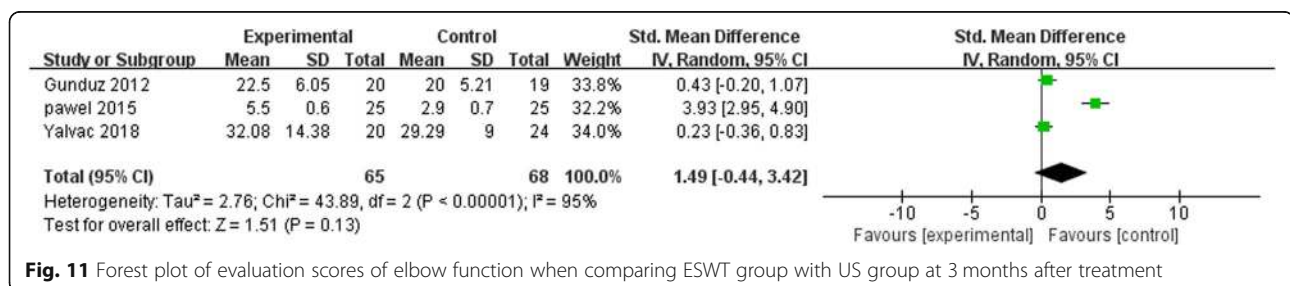 Experimental Control Std. Mean Difference Std. Mean Difference
Study or Subgroup Mean SD Total Mean SD Total Weight IV, Random, 95% CI IV, Random, 95% CI
Gunduz 2012 22.5 6.05 20 20 5.21 19 33.8% 0.43 [-0.20, 1.07]
pawel 2015 5.5 0.6 25 2.9 0.7 25 32.2% 3.93 [2.95, 4.90]
Yalvac 2018 32.08 14.38 20 29.29 9 24 34.0% 0.23 [-0.36, 0.83]
Total (95% CI) 65 68 100.0% 1.49 [-0.44, 3.42]
Heterogeneity: Tau² = 2.76; Chi² = 43.89, df = 2 (P < 0.00001); I² = 95%
Test for overall effect: Z = 1.51 (P = 0.13)
-10 -5 0 5 10
Favours [experimental] Favours [control]
Fig. 11 Forest plot of evaluation scores of elbow function when comparing ESWT group with US group at 3 months after treatment